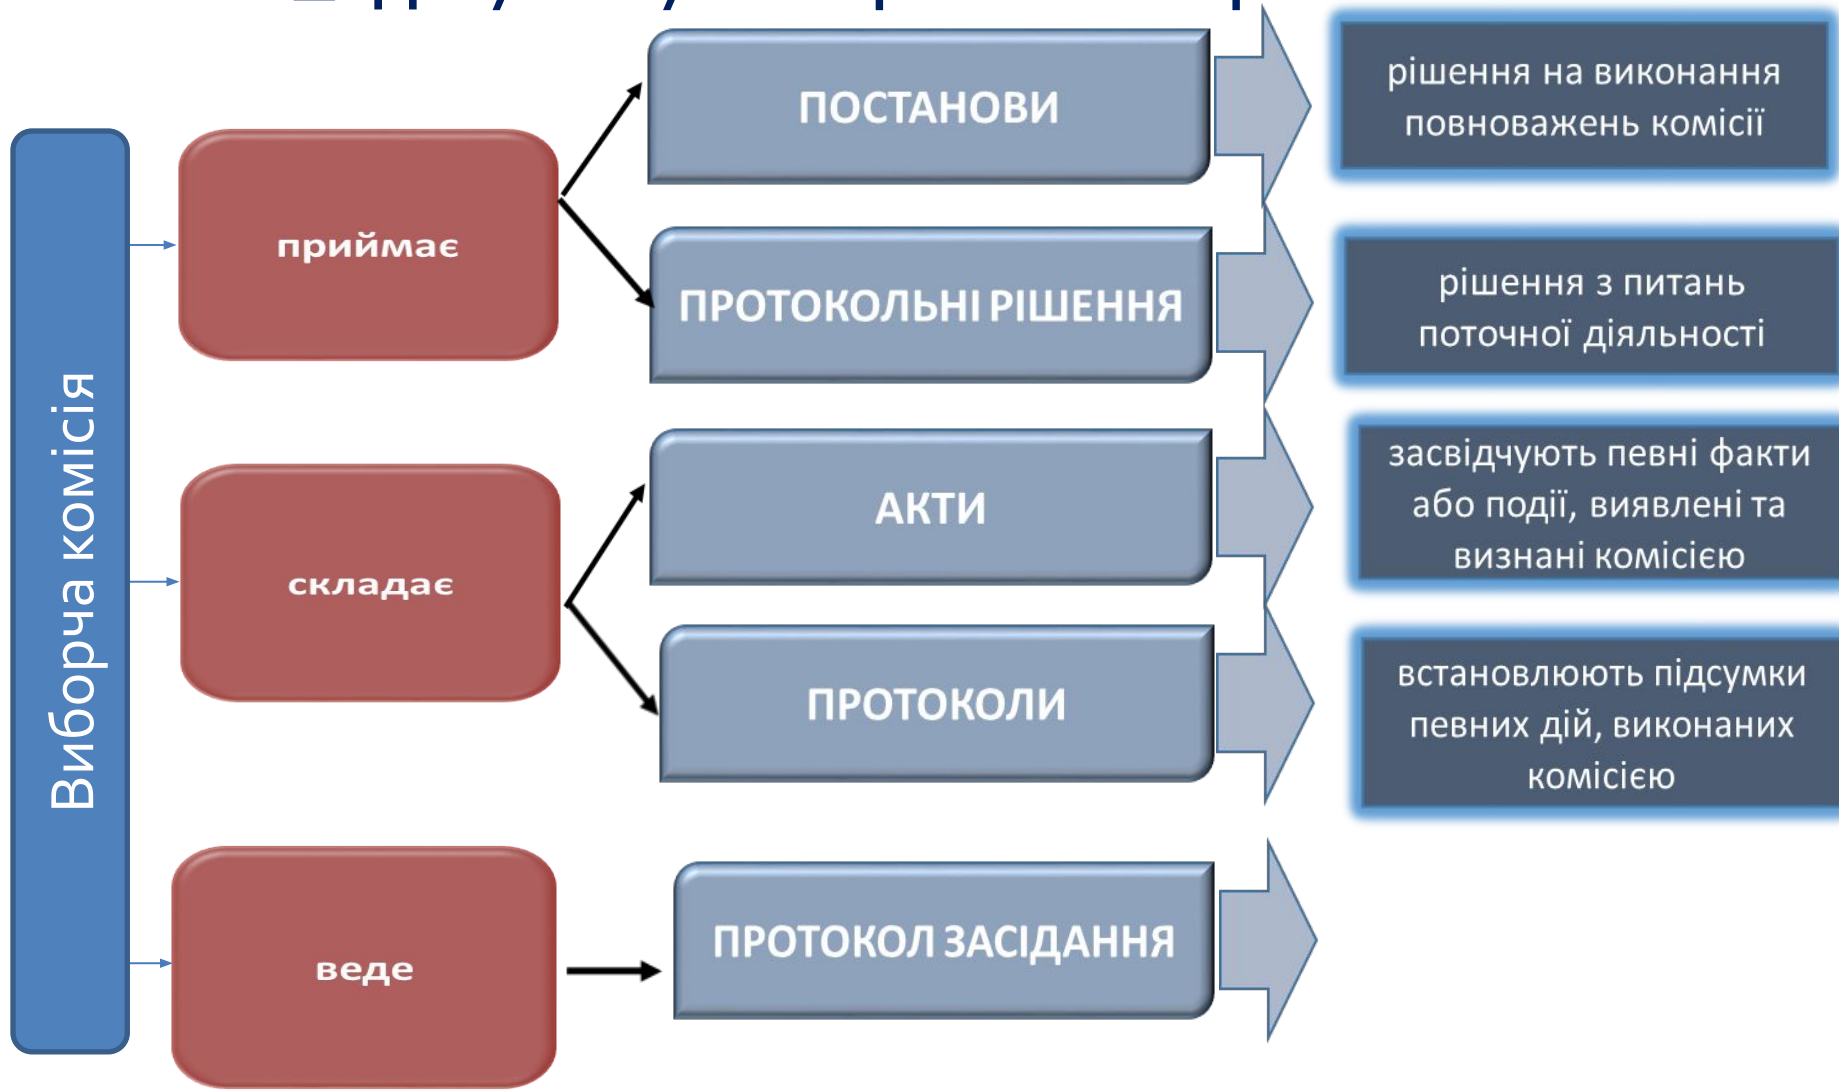 Виборча комісія
приймає
ПОСТАНОВИ
рішення на виконання
повноважень комісії
ПРОТОКОЛЬНІ РІШЕННЯ
рішення з питань
поточної діяльності
складає
АКТИ
засвідчують певні факти
або події, виявлені та
визнані комісією
ПРОТОКОЛИ
встановлюють підсумки
певних дій, виконаних
комісією
веде
ПРОТОКОЛ ЗАСІДАННЯ